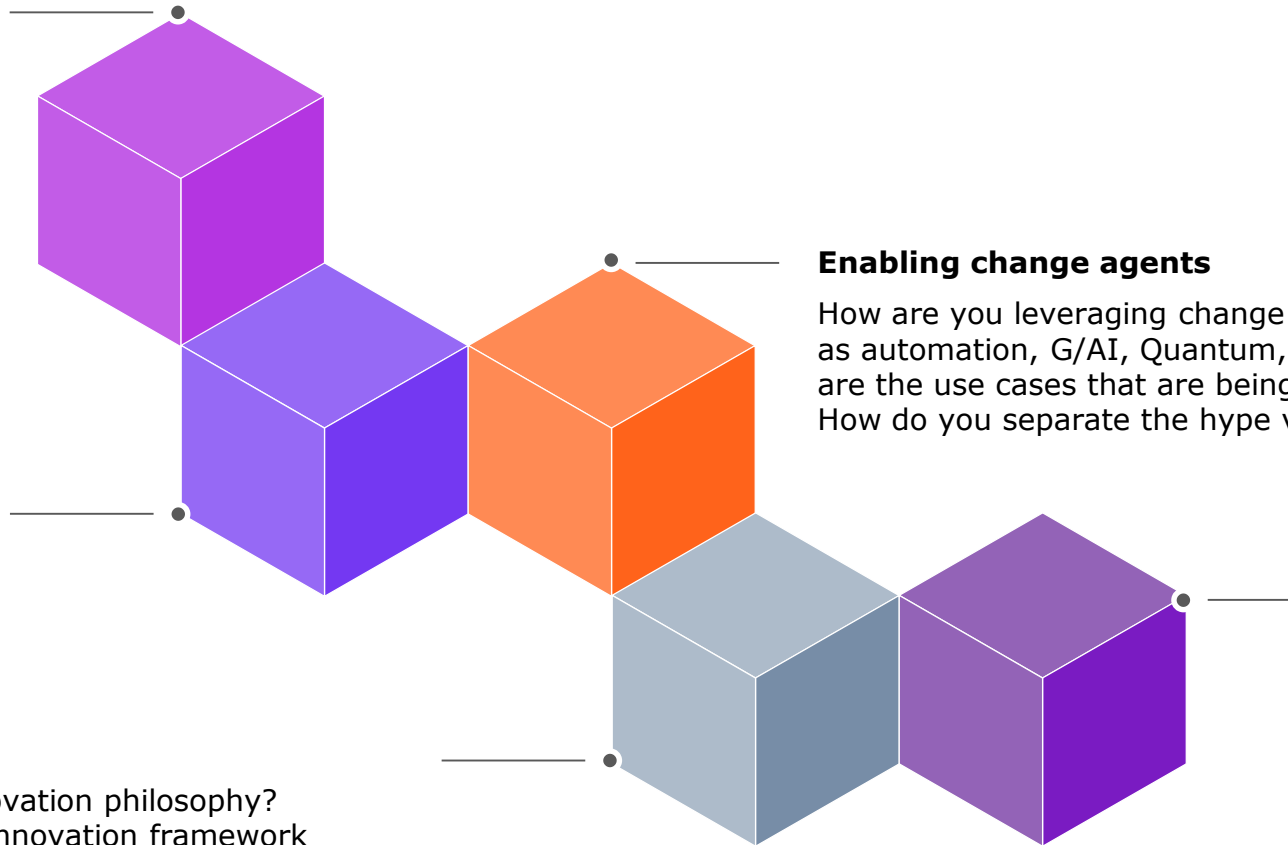 Enabling change agents
How are you leveraging change
as automation, G/AI, Quantum,
are the use cases that are being
How do you separate the hype
ovation philosophy?
nnovation framework